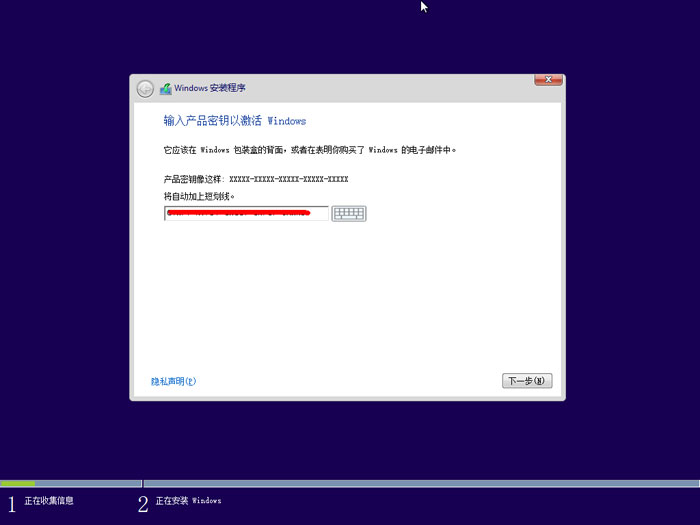 Windows 安装程序
输入产品密钥以激活 Windows
它应该在 Windows 包装盒的背面，或者在表明你购买了 Windows 的电子邮件中。
产品密钥像这样: XXXXX-XXXXX-XXXXX-XXXXX-XXXXX
将自动加上短划线。
隐私声明(P)
下一步(N)
1 正在收集信息
2 正在安装 Windows